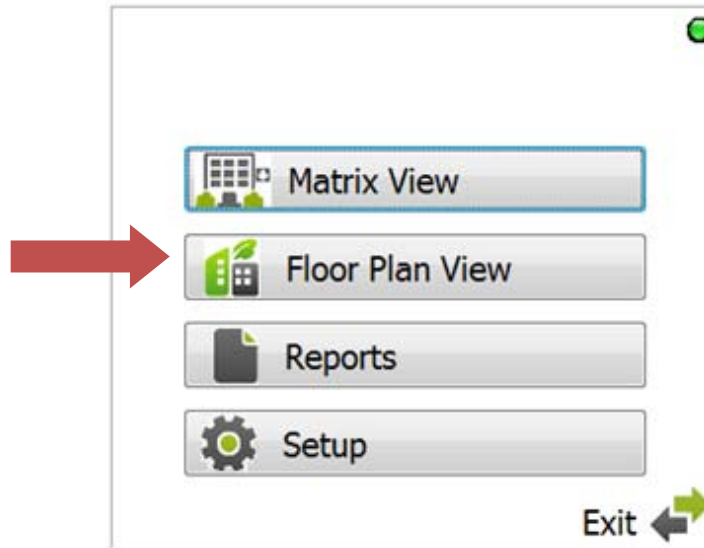 Matrix View
Floor Plan View
Reports
Setup
Exit